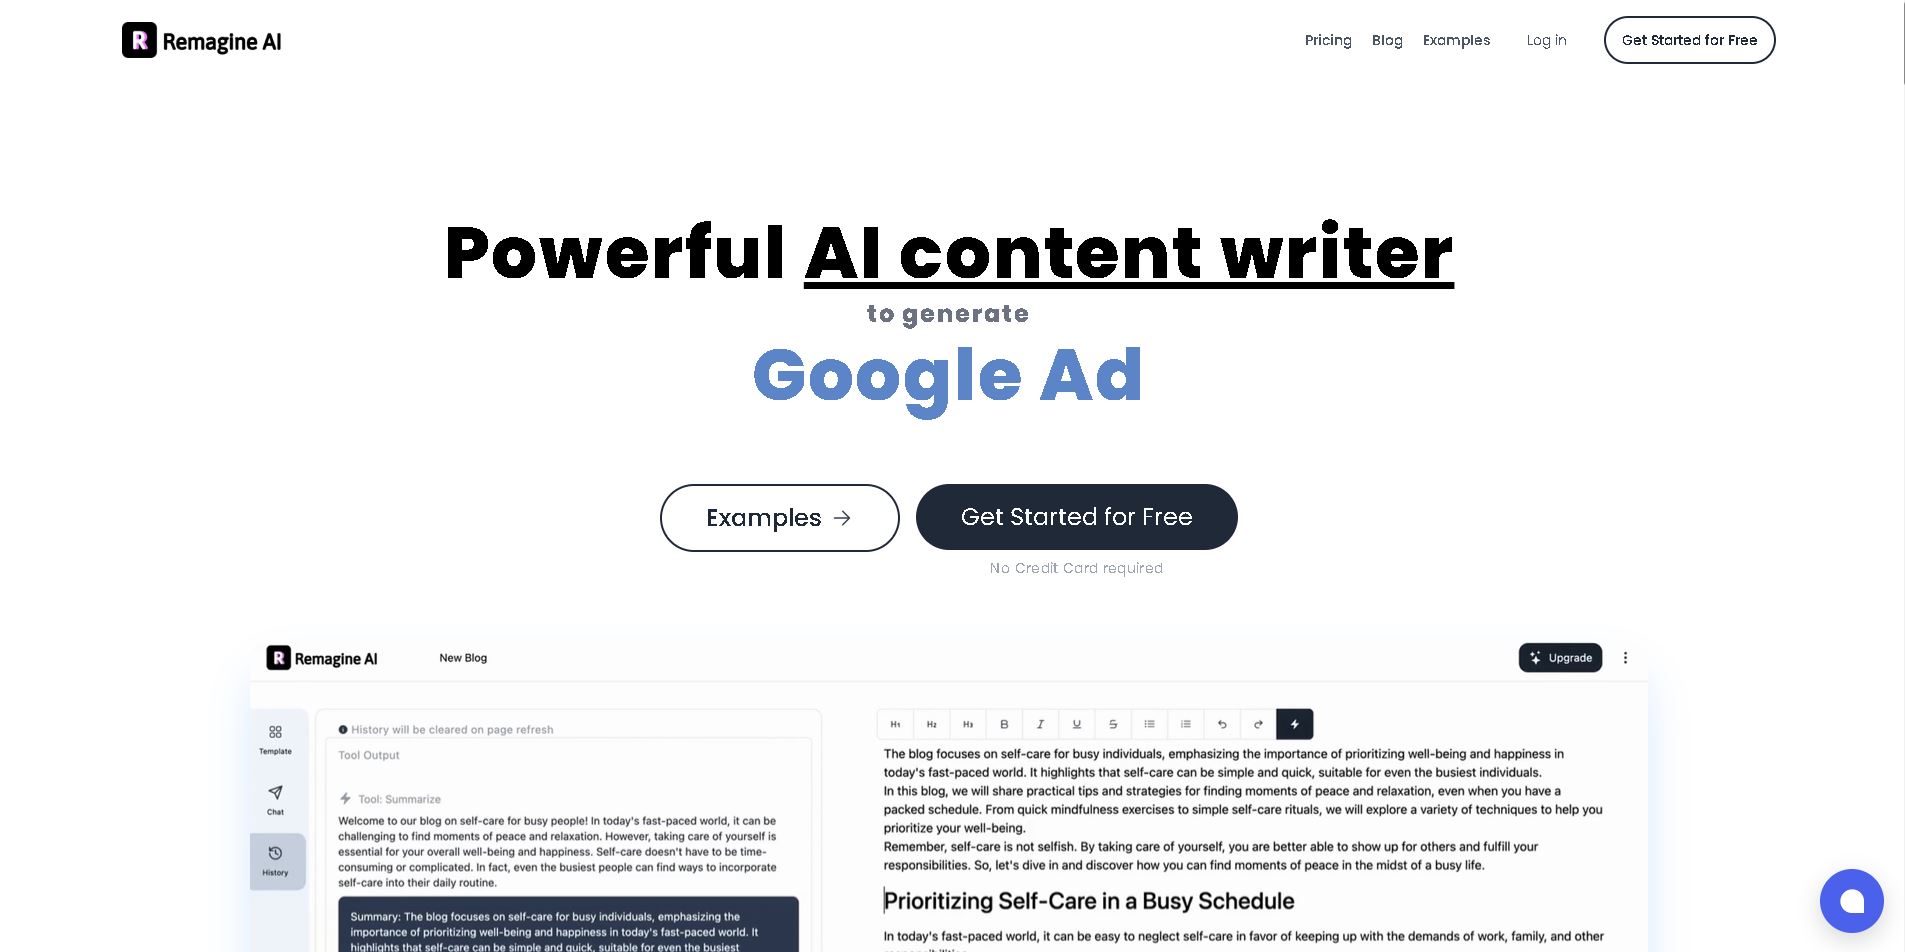 R Remagine AI
Pricing Blog Examples Log in Get Started for Free
Powerful AI content writer
to generate
Google Ad
Examples → Get Started for Free
No Credit Card required
R Remagine AI New Blog Upgrade
Template
Chat
History
History will be cleared on page refresh
Tool Output
Tool: Summarize
Welcome to our blog on self-care for busy people! In today's fast-paced world, it can be
challenging to find moments of peace and relaxation. However, taking care of yourself is
essential for your overall well-being and happiness. Self-care doesn't have to be time-
consuming or complicated. In fact, even the busiest people can find ways to incorporate
self-care into their daily routine.
Summary: The blog focuses on self-care for busy individuals, emphasizing the
importance of prioritizing well-being and happiness in today's fast-paced world. It
highlights that self-care can be simple and quick, suitable for even the busiest
H1 H2 H3 B I U S
The blog focuses on self-care for busy individuals, emphasizing the importance of prioritizing well-being and happiness in
today's fast-paced world. It highlights that self-care can be simple and quick, suitable for even the busiest individuals.
In this blog, we will share practical tips and strategies for finding moments of peace and relaxation, even when you have a
packed schedule. From quick mindfulness exercises to simple self-care rituals, we will explore a variety of techniques to help you
prioritize your well-being.
Remember, self-care is not selfish. By taking care of yourself, you are better able to show up for others and fulfill your
responsibilities. So, let's dive in and discover how you can find moments of peace in the midst of a busy life.
Prioritizing Self-Care in a Busy Schedule
In today's fast-paced world, it can be easy to neglect self-care in favor of keeping up with the demands of work, family, and other